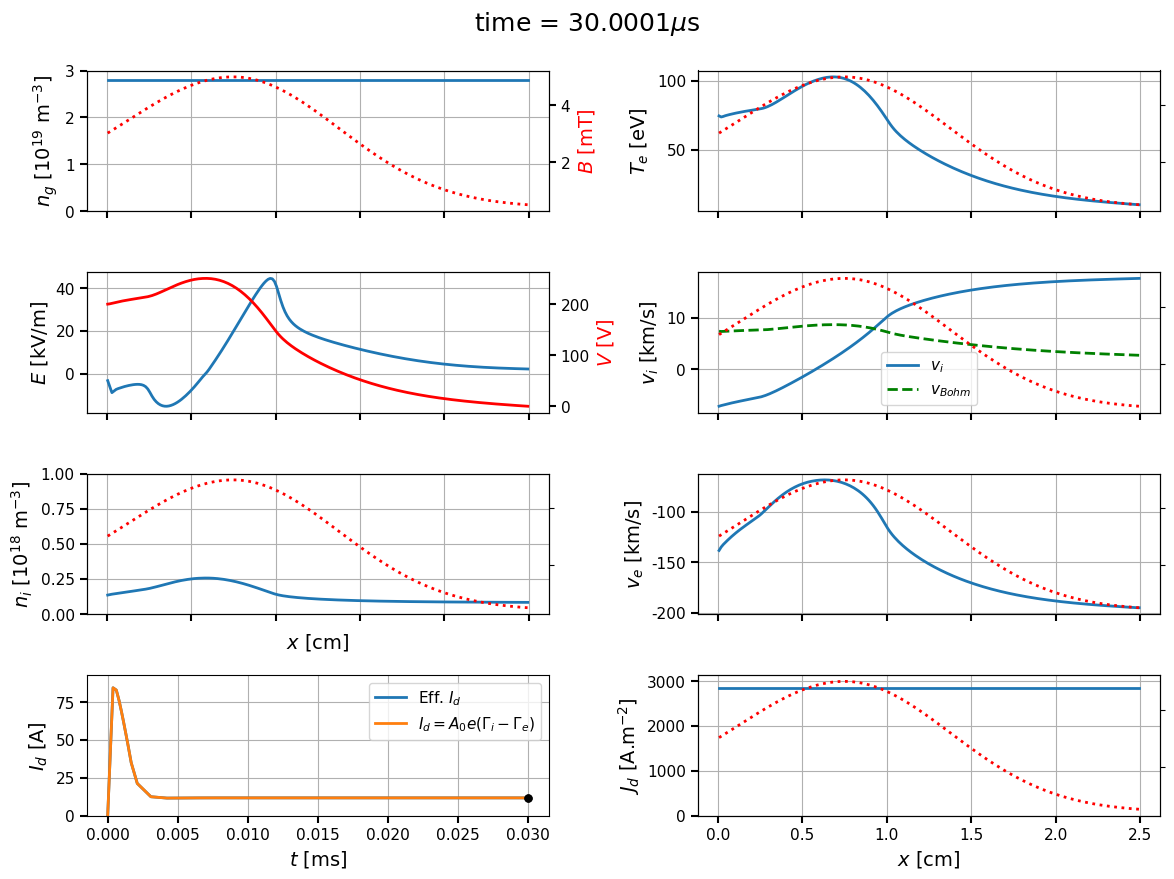 time = 30.0001μs
n_g [10^19 m^−3]
3
2
1
0
4
2
B [mT]
T_e [eV]
100
50
E [kV/m]
40
20
0
200
100
0
V [V]
v_i [km/s]
10
0
v_i
v_Bohm
n_i [10^18 m^−3]
1.00
0.75
0.50
0.25
0.00
x [cm]
v_e [km/s]
-100
-150
-200
I_d [A]
75
50
25
0
Eff. I_d
I_d = A_0e(Γ_i − Γ_e)
0.000 0.005 0.010 0.015 0.020 0.025 0.030
t [ms]
J_d [A.m^−2]
3000
2000
1000
0
0.0 0.5 1.0 1.5 2.0 2.5
x [cm]